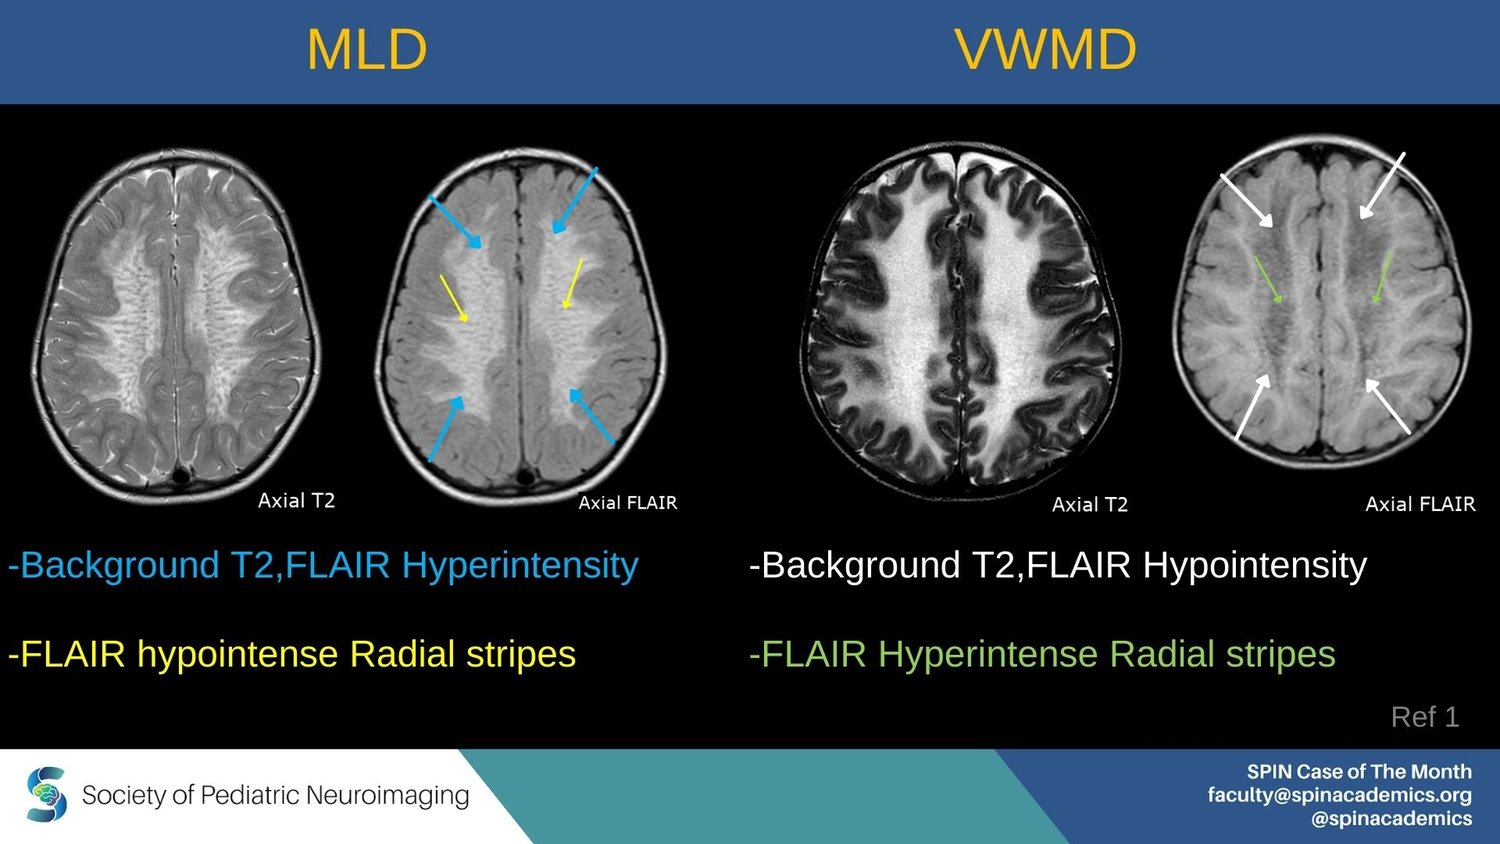 MLD
VWMD
Axial T2
Axial FLAIR
Axial T2
Axial FLAIR
-Background T2,FLAIR Hyperintensity
-FLAIR hypointense Radial stripes
-Background T2,FLAIR Hypointensity
-FLAIR Hyperintense Radial stripes
Ref 1
Society of Pediatric Neuroimaging
SPIN Case of The Month
faculty@spinacademics.org
@spinacademics